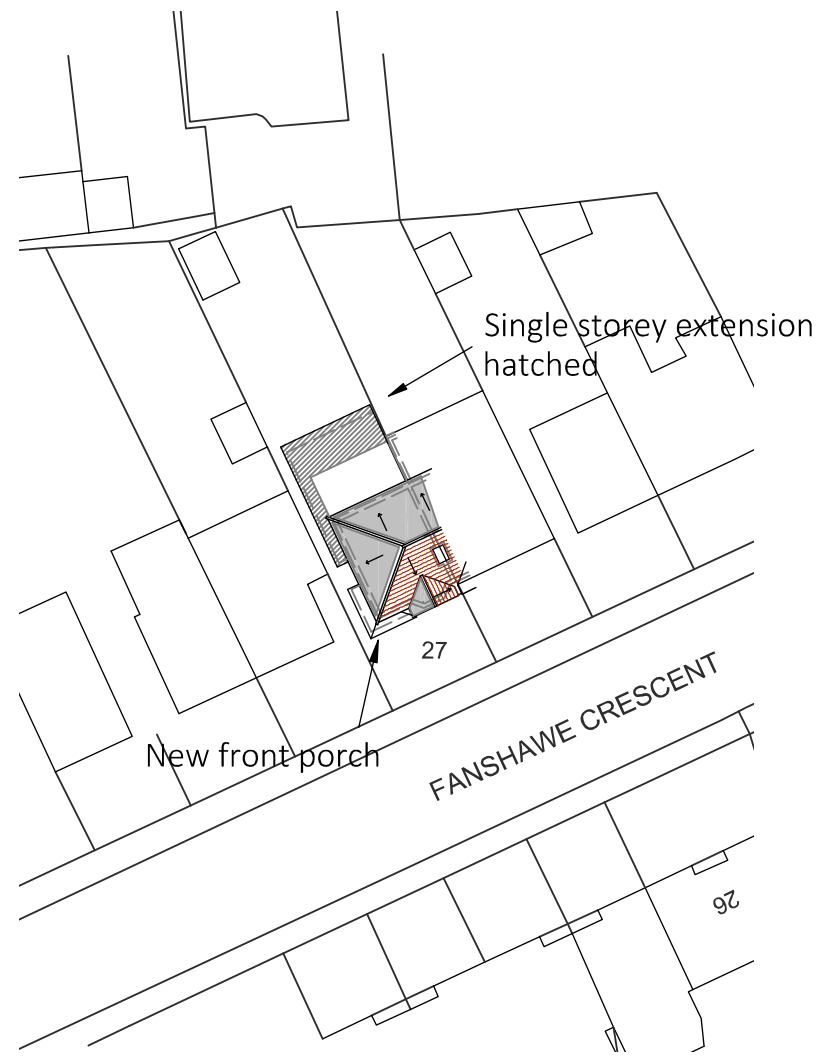 Single storey extension
hatched
27
New front porch
FANSHAWE CRESCENT
26